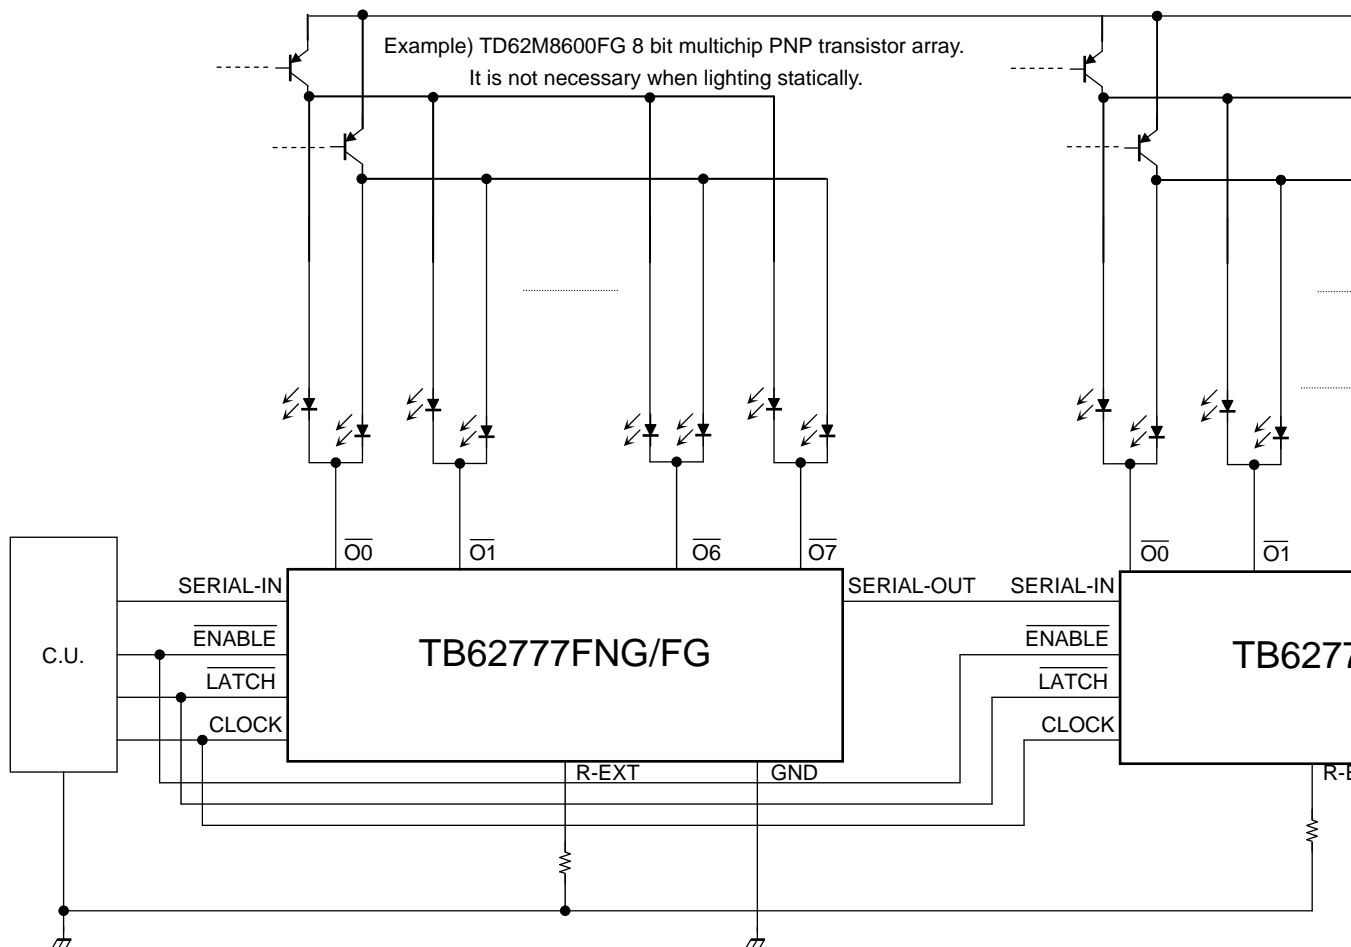 Example) TD62M8600FG 8 bit multichip PNP transistor array.
It is not necessary when lighting statically.
O0 O1 O6 O7 O0 O1
SERIAL-IN SERIAL-OUT SERIAL-IN
ENABLE ENABLE
C.U. TB62777FNG/FG TB6277
LATCH LATCH
CLOCK CLOCK
R-EXT GND R-E